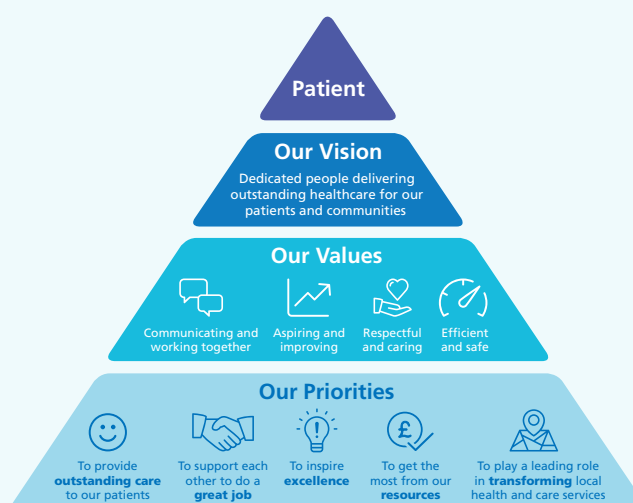 Patient
Our Vision
Dedicated people delivering
outstanding healthcare for our
patients and communities
Our Values
Communicating and
working together
Aspiring and
improving
Respectful
and caring
Efficient
and safe
Our Priorities
To provide
outstanding care
to our patients
To support each
other to do a
great job
To inspire
excellence
£
To get the
most from our
resources
To play a leading role
in transforming local
health and care services